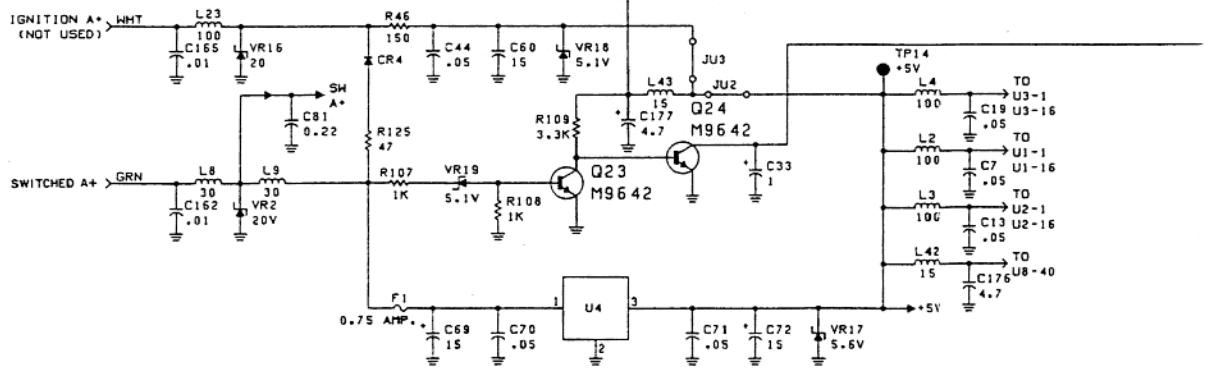 IGNITION A+ WHT
(NOT USED)
L23
100
C165
.01
VR16
20
R46
150
CR4
C44
.05
C60
15
VR18
5.1V
JU3
JU2
TP14
+5V
L43
15
C177
4.7
R109
3.3K
Q24
M9642
Q23
M9642
C33
1
SW
A+
C81
0.22
R125
47
SWITCHED A+ GRN
L8
30
L9
30
C162
.01
VR2
20V
R107
1K
VR19
5.1V
R108
1K
L4
100
C19
.05
TO
U3-1
U3-16
L2
100
C7
.05
TO
U1-1
U1-16
L3
100
C13
.05
TO
U2-1
U2-16
L42
15
C176
4.7
TO
U8-40
F1
0.75 AMP.
C69
15
C70
.05
1
U4
3
2
C71
.05
C72
15
VR17
5.6V
+5V